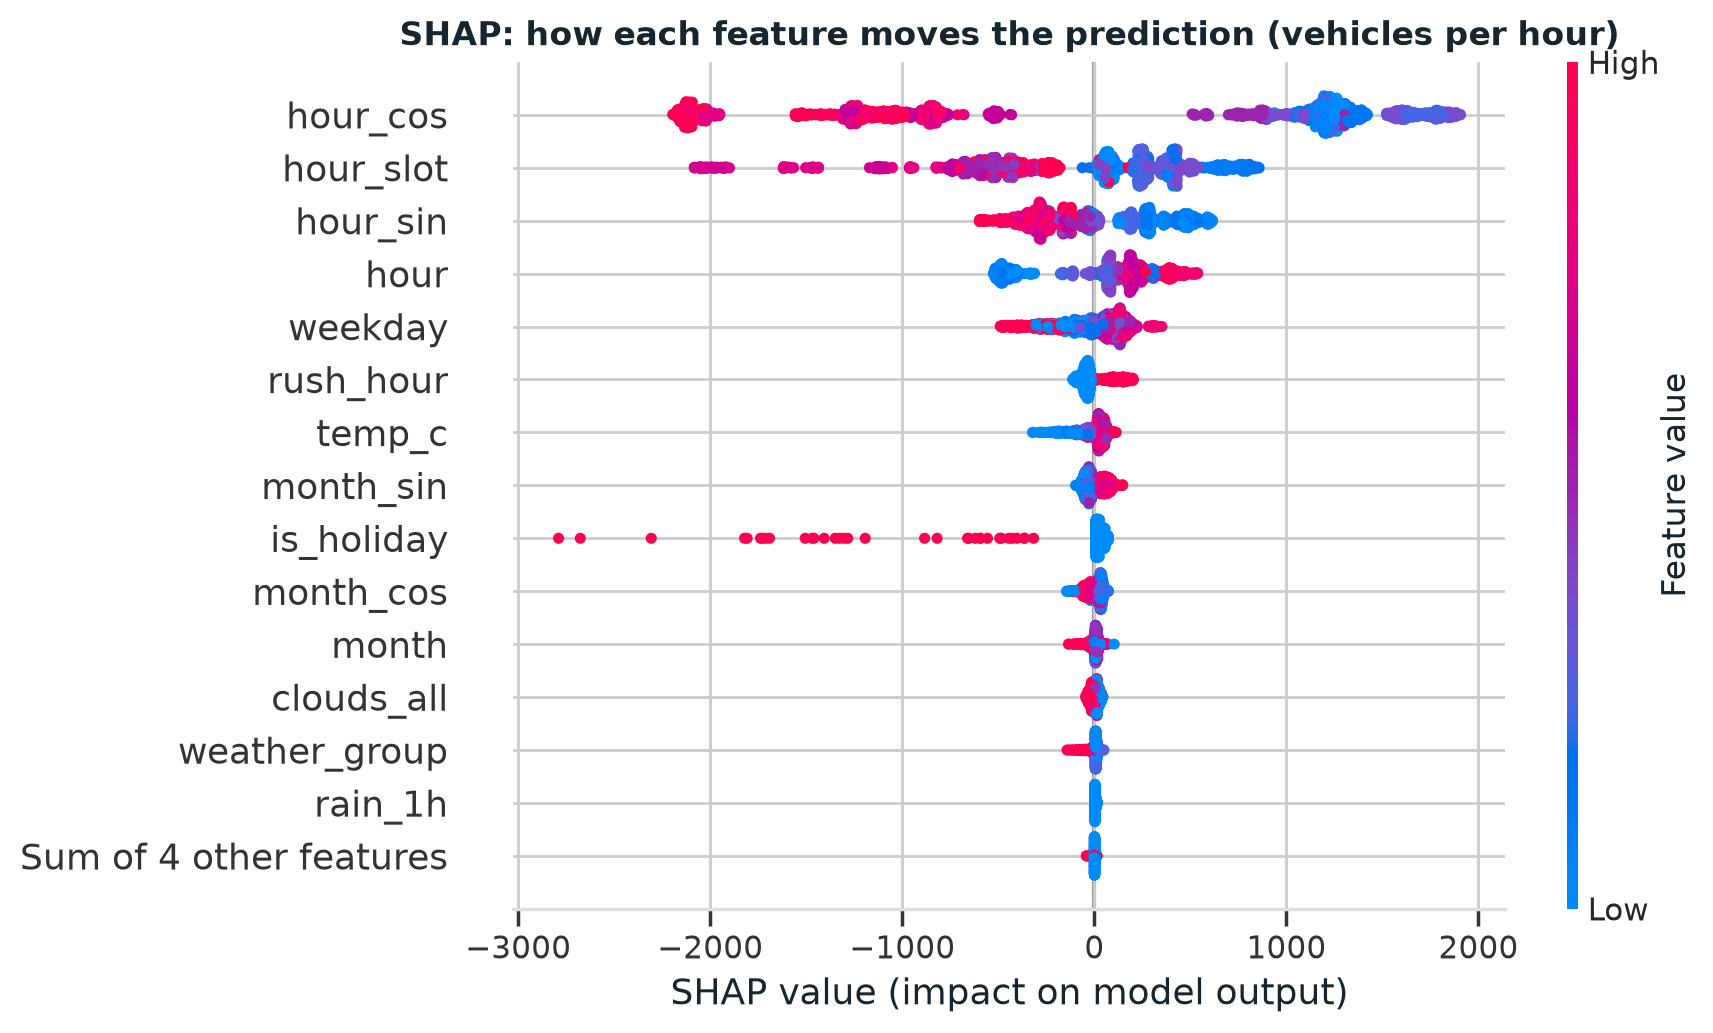 SHAP: how each feature moves the prediction (vehicles per hour)
High
hour_cos
hour_slot
hour_sin
hour
weekday
rush_hour
temp_c
month_sin
is_holiday
month_cos
month
clouds_all
weather_group
rain_1h
Sum of 4 other features
Feature value
Low
−3000 −2000 −1000 0 1000 2000
SHAP value (impact on model output)